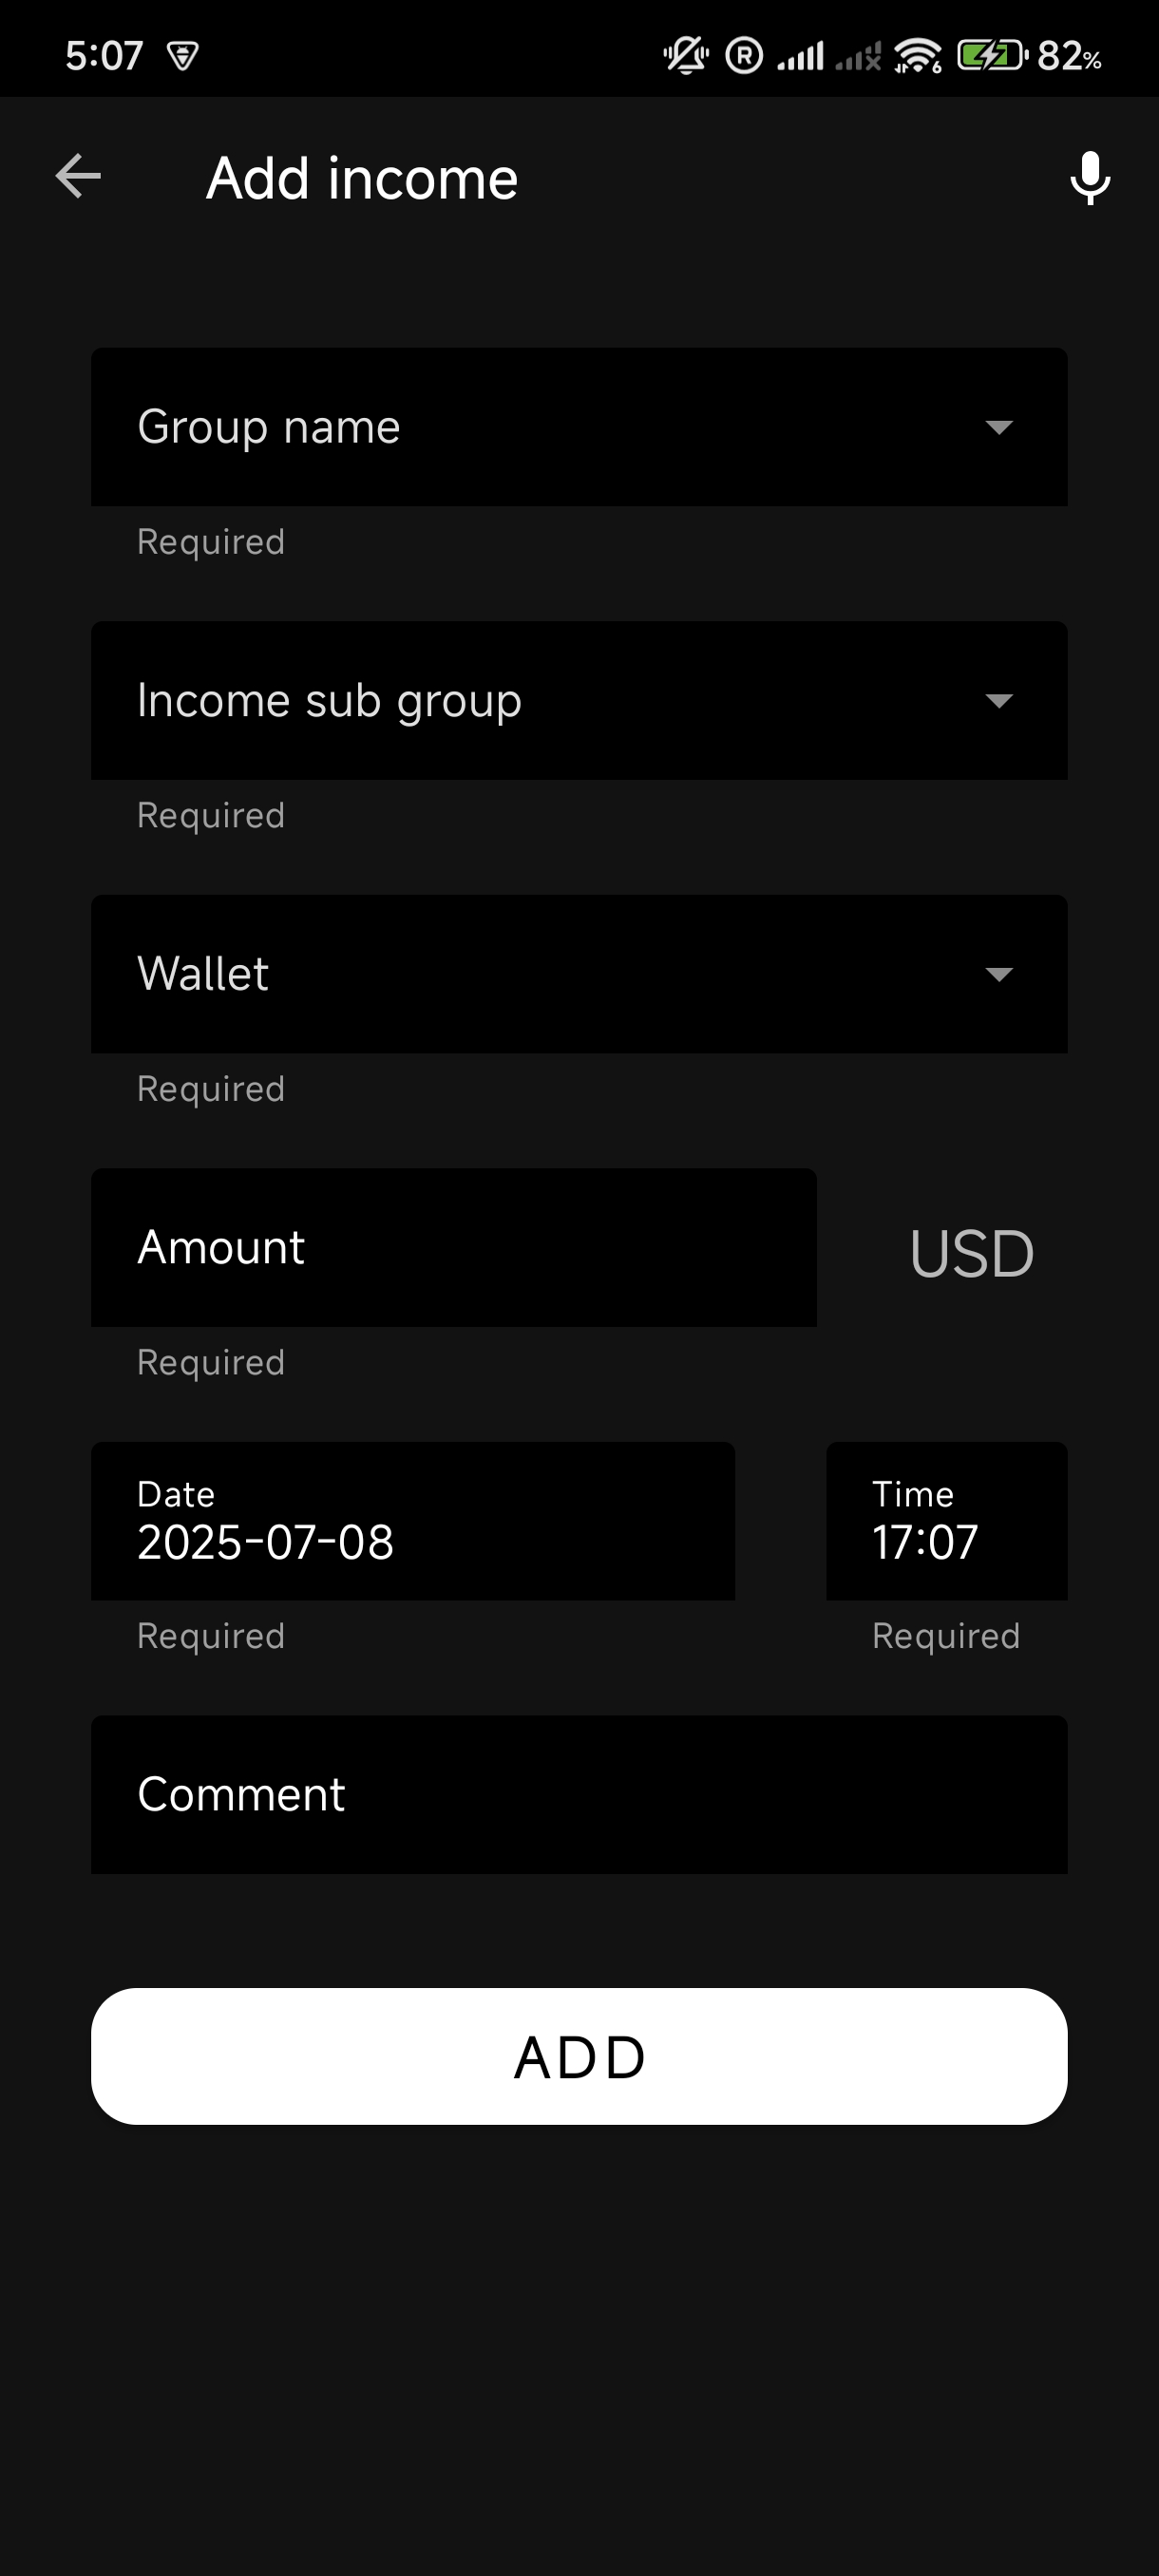 5:07 R 6 82%
Add income
Group name
Required
Income sub group
Required
Wallet
Required
Amount USD
Required
Date Time
2025-07-08 17:07
Required Required
Comment
ADD